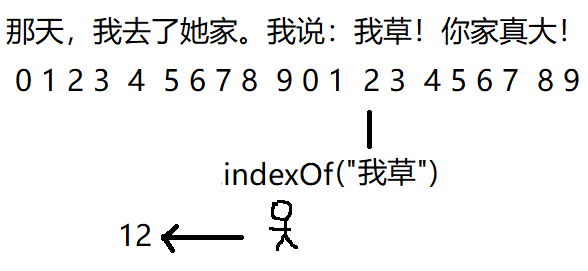 那天，我去了她家。我说：我草！你家真大！
0 1 2 3 4 5 6 7 8 9 0 1 2 3 4 5 6 7 8 9
.indexOf("我草")
12